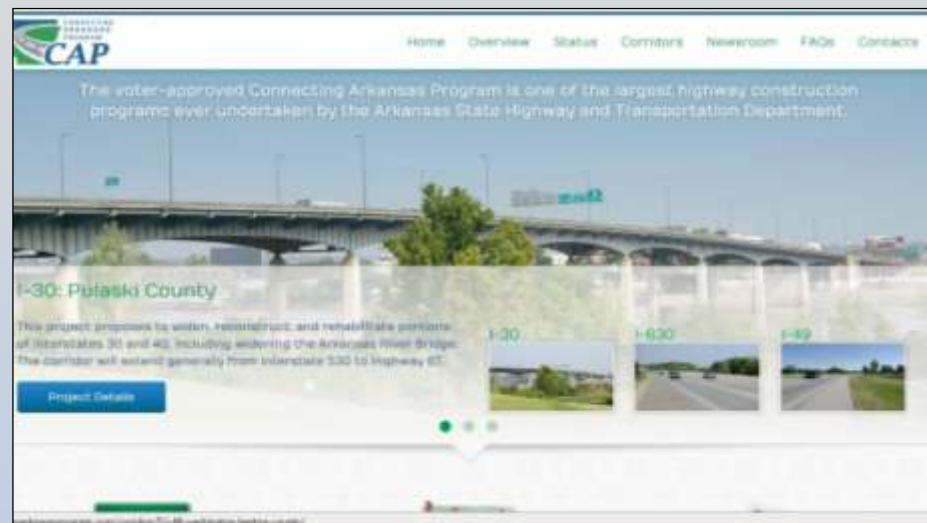 CONNECTING
ARKANSAS
PROGRAM
CAP
Home Overview Status Corridors Newsroom FAQs Contacts
The voter-approved Connecting Arkansas Program is one of the largest highway construction
programs ever undertaken by the Arkansas State Highway and Transportation Department.
I-30: Pulaski County
This project proposes to widen, reconstruct, and rehabilitate portions
of Interstates 30 and 40, including widening the Arkansas River Bridge.
The corridor will extend generally from Interstate 530 to Highway 67.
Project Details
I-30 I-630 I-49